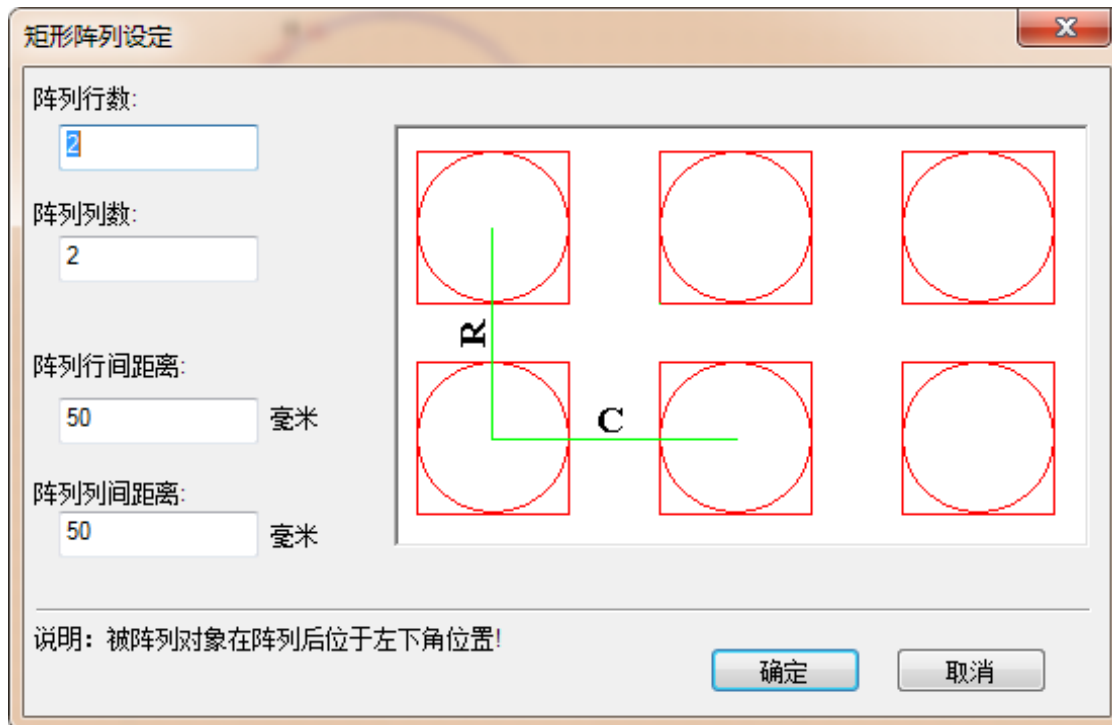 矩形阵列设定
阵列行数:
2
阵列列数:
2
阵列行间距离:
50 毫米
阵列列间距离:
50 毫米
R
C
说明：被阵列对象在阵列后位于左下角位置!
确定 取消